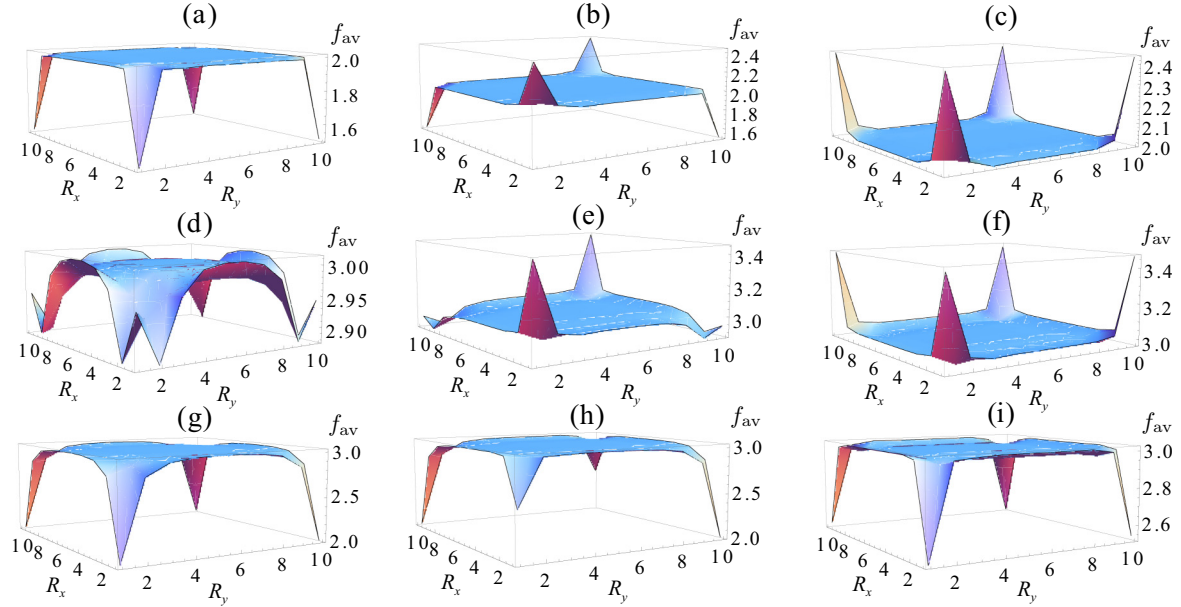 (a)
f_av
2.0
1.8
1.6
10 8 6 4 2
R_x
2 4 6 8 10
R_y
(b)
f_av
2.4
2.2
2.0
1.8
1.6
10 8 6 4 2
R_x
2 4 6 8 10
R_y
(c)
f_av
2.4
2.3
2.2
2.1
2.0
10 8 6 4 2
R_x
2 4 6 8 10
R_y
(d)
f_av
3.00
2.95
2.90
10 8 6 4 2
R_x
2 4 6 8 10
R_y
(e)
f_av
3.4
3.2
3.0
10 8 6 4 2
R_x
2 4 6 8 10
R_y
(f)
f_av
3.4
3.2
3.0
10 8 6 4 2
R_x
2 4 6 8 10
R_y
(g)
f_av
3.0
2.5
2.0
10 8 6 4 2
R_x
2 4 6 8 10
R_y
(h)
f_av
3.0
2.5
2.0
10 8 6 4 2
R_x
2 4 6 8 10
R_y
(i)
f_av
3.0
2.8
2.6
10 8 6 4 2
R_x
2 4 6 8 10
R_y